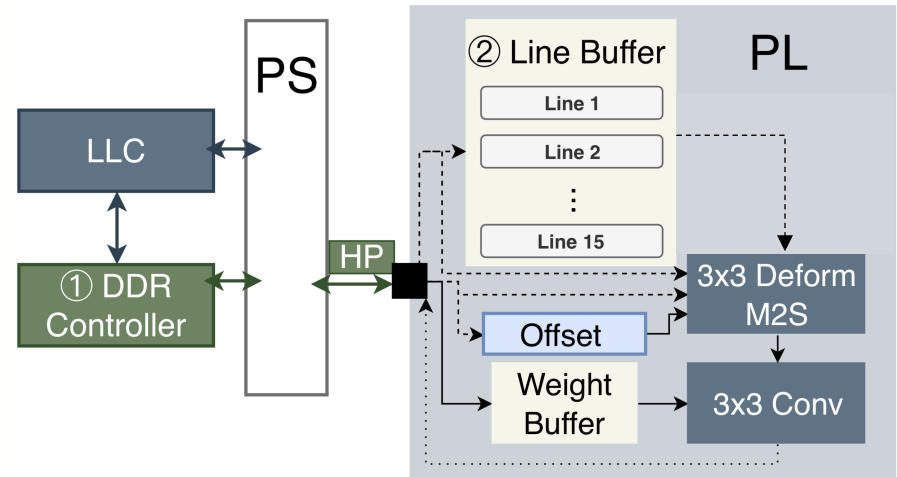 PS
LLC
① DDR
Controller
HP
PL
② Line Buffer
Line 1
Line 2
⋮
Line 15
3x3 Deform
M2S
Offset
Weight
Buffer
3x3 Conv